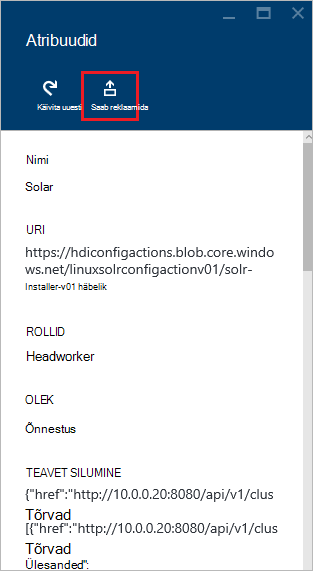 Atribuudid
Käivita uuesti
Saab reklaamida
Nimi
Solar
URI
https://hdiconfigactions.blob.core.windo
ws.net/linuxsolrconfigactionv01/solr-
Installer-v01 häbelik
ROLLID
Headworker
OLEK
Õnnestus
TEAVET SILUMINE
{"href":"http://10.0.0.20:8080/api/v1/clus
Tõrvad
[{"href":"http://10.0.0.20:8080/api/v1/clus
Tõrvad
Ülesanded":